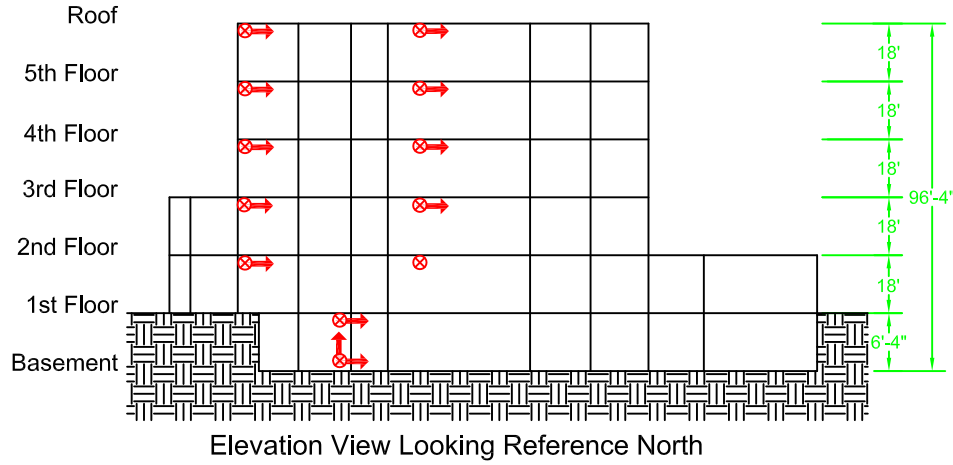 Roof
5th Floor
4th Floor
3rd Floor
2nd Floor
1st Floor
Basement
18'
18'
18'
18'
18'
6'-4"
96'-4'
Elevation View Looking Reference North